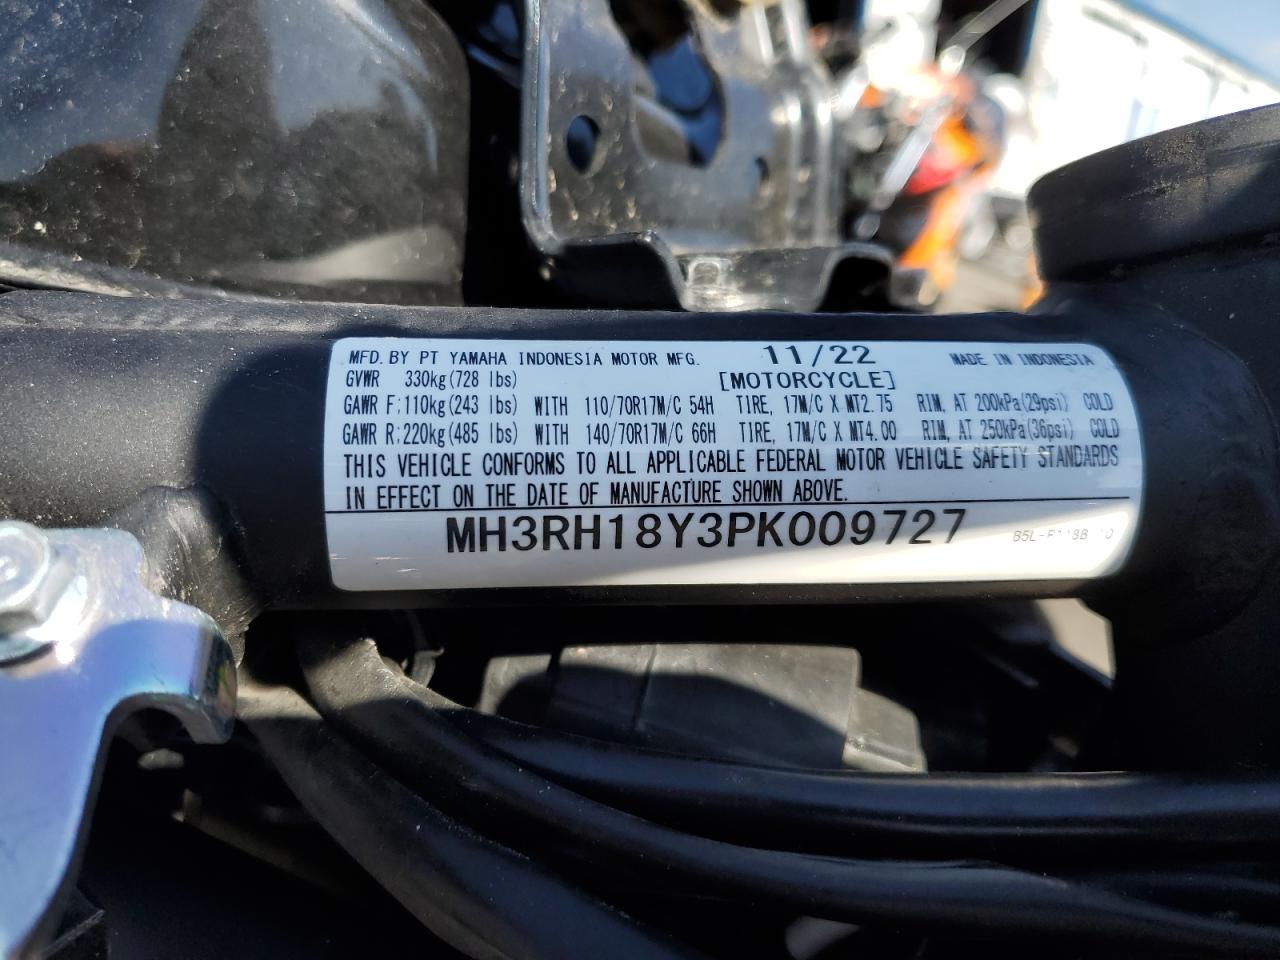 MFD. BY PT YAMAHA INDONESIA MOTOR MFG. 11/22 MADE IN INDONESIA
GVWR 330kg(728 lbs) [MOTORCYCLE]
GAWR F:110kg(243 lbs) WITH 110/70R17M/C 54H TIRE, 17M/C X MT2.75 RIM, AT 200kPa(29psi) COLD
GAWR R:220kg(485 lbs) WITH 140/70R17M/C 66H TIRE, 17M/C X MT4.00 RIM, AT 250kPa(36psi) COLD
THIS VEHICLE CONFORMS TO ALL APPLICABLE FEDERAL MOTOR VEHICLE SAFETY STANDARDS
IN EFFECT ON THE DATE OF MANUFACTURE SHOWN ABOVE.
MH3RH18Y3PK009727